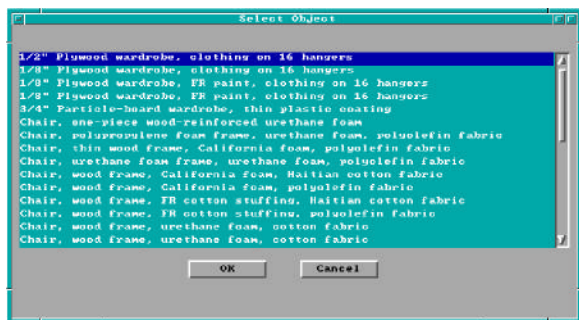 Select Object
1/2" Plywood wardrobe, clothing on 16 hangers
1/8" Plywood wardrobe, clothing on 16 hangers
1/8" Plywood wardrobe, FR paint, clothing on 16 hangers
1/8" Plywood wardrobe, FR paint, clothing on 16 hangers
3/4" Particle-board wardrobe, thin plastic coating
Chair, one-piece wood-reinforced urethane foam
Chair, polypropylene foam frame, urethane foam, polyolefin fabric
Chair, thin wood frame, California foam, polyolefin fabric
Chair, urethane foam frame, urethane foam, polyolefin fabric
Chair, wood frame, California foam, Haitian cotton fabric
Chair, wood frame, California foam, polyolefin fabric
Chair, wood frame, FR cotton stuffing, Haitian cotton fabric
Chair, wood frame, FR cotton stuffing, polyolefin fabric
Chair, wood frame, urethane foam, cotton fabric
Chair, wood frame, urethane foam, cotton fabric
OK Cancel